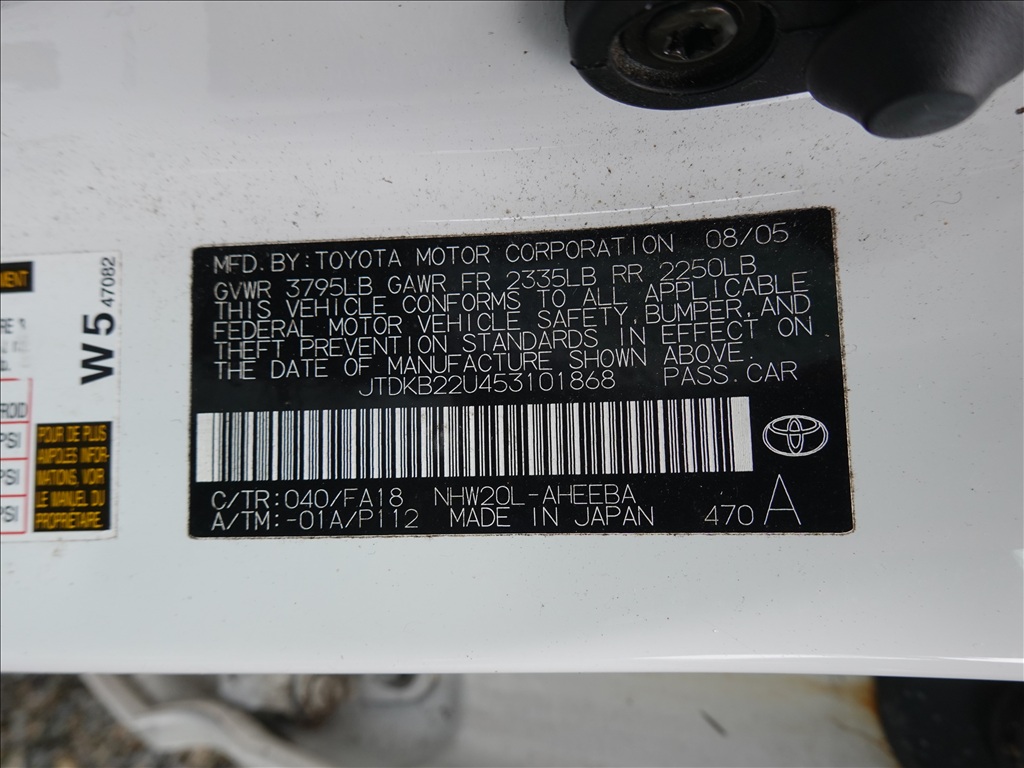 MFD. BY: TOYOTA MOTOR CORPORATION 08/05
GVWR 3795LB GAWR FR 2335LB RR 2250LB
THIS VEHICLE CONFORMS TO ALL APPLICABLE
FEDERAL MOTOR VEHICLE SAFETY, BUMPER, AND
THEFT PREVENTION STANDARDS IN EFFECT ON
THE DATE OF MANUFACTURE SHOWN ABOVE.
JTDKB22U453101868 PASS. CAR
C/TR: 040/FA18 NHW20L-AHEEBA
A/TM: -01A/P112 MADE IN JAPAN 470 A
W5 47082
POUR DE PLUS
AMPLES INFOR-
MATIONS, VOIR
LE MANUEL DU
PROPRIÉTAIRE
PSI
PSI
PSI